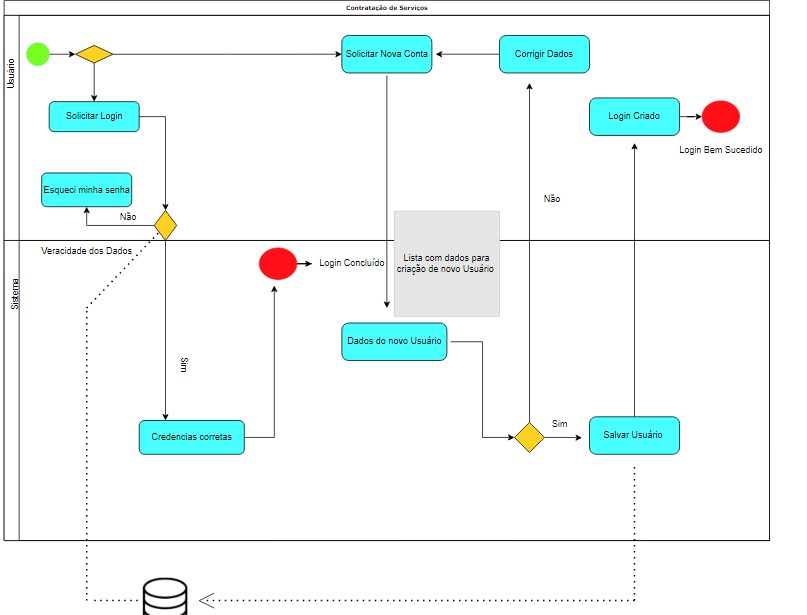 Contratação de Serviços
Usuário
Solicitar Nova Conta
Corrigir Dados
Solicitar Login
Login Criado
Login Bem Sucedido
Esqueci minha senha
Não
Não
Veracidade dos Dados
Sistema
Login Concluído
Lista com dados para
criação de novo Usuário
Dados do novo Usuário
Sim
Sim
Credencias corretas
Salvar Usuário